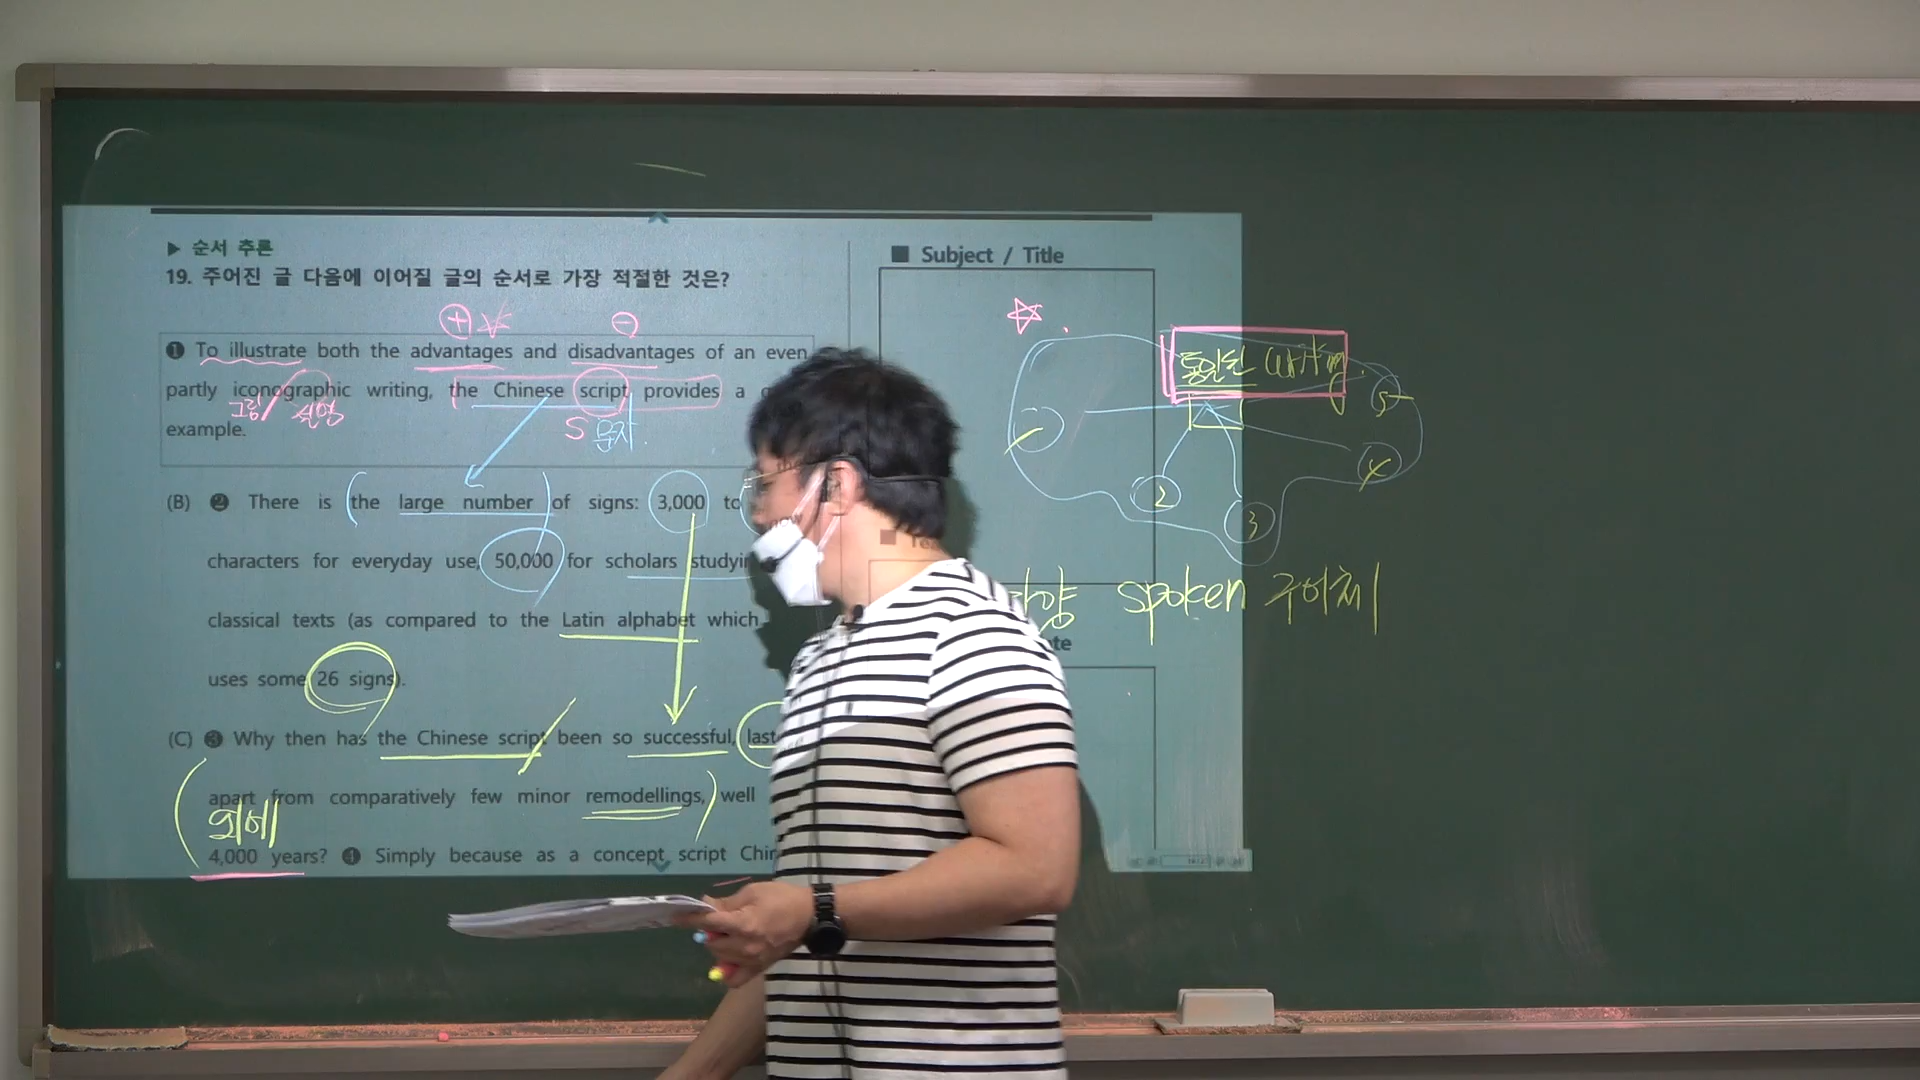 ▶ 순서 추론
19. 주어진 글 다음에 이어질 글의 순서로 가장 적절한 것은?
+ -
❶ To illustrate both the advantages and disadvantages of an even
partly iconographic writing, the Chinese script provides a
그림/ 설명
example.
S 문자.
(B) ❷ There is the large number of signs: 3,000 to
characters for everyday use, 50,000 for scholars
classical texts (as compared to the Latin alphabet which
uses some 26 signs).
(C) ❸ Why then has the Chinese script been so successful,
apart from comparatively few minor remodellings, well
외에
4,000 years? ❹ Simply because as a concept script
■ Subject / Title
통일된 writing.
5
4
2
3
spoken 구어체